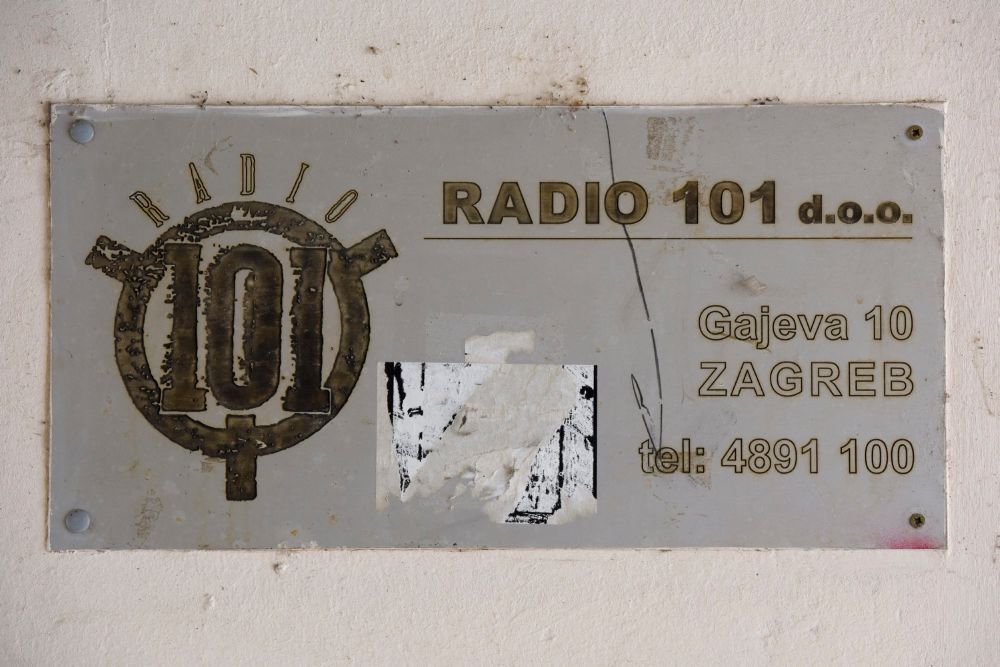 RADIO
101
RADIO 101 d.o.o.
Gajeva 10
ZAGREB
tel: 4891 100